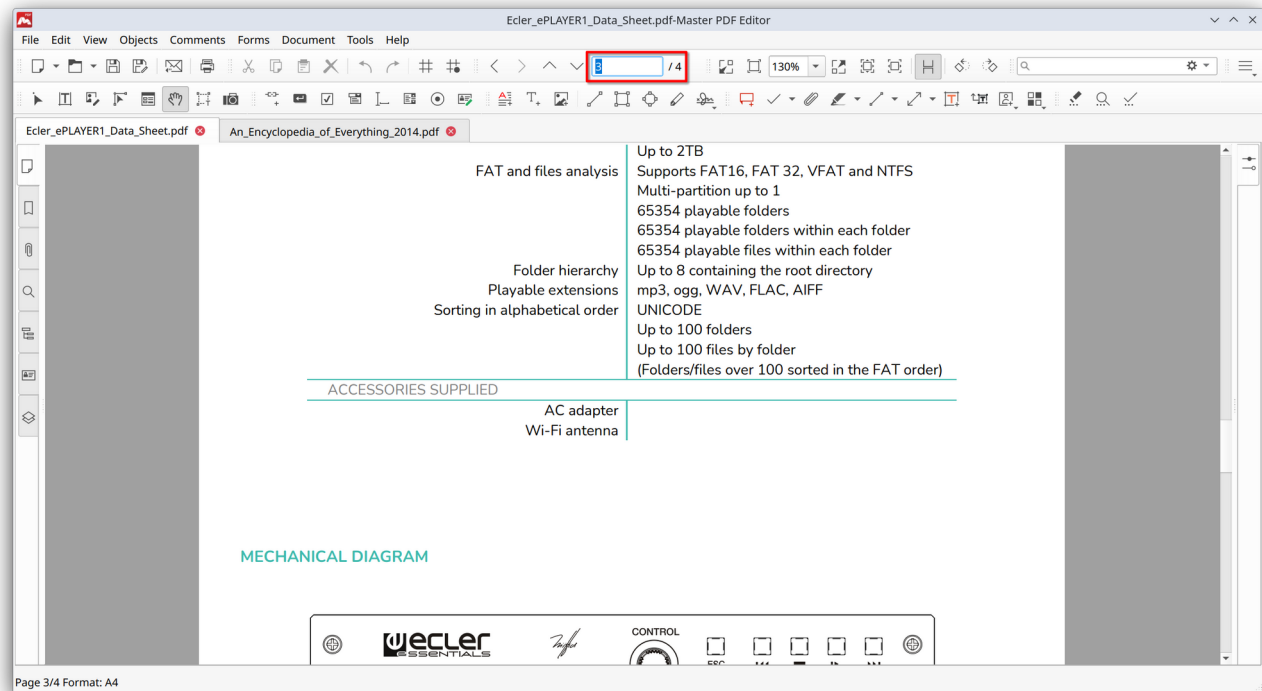 Ecler_ePLAYER1_Data_Sheet.pdf-Master PDF Editor
File Edit View Objects Comments Forms Document Tools Help
3 / 4 130%
Ecler_ePLAYER1_Data_Sheet.pdf An_Encyclopedia_of_Everything_2014.pdf
Up to 2TB
FAT and files analysis Supports FAT16, FAT 32, VFAT and NTFS
Multi-partition up to 1
65354 playable folders
65354 playable folders within each folder
65354 playable files within each folder
Folder hierarchy Up to 8 containing the root directory
Playable extensions mp3, ogg, WAV, FLAC, AIFF
Sorting in alphabetical order UNICODE
Up to 100 folders
Up to 100 files by folder
(Folders/files over 100 sorted in the FAT order)
ACCESSORIES SUPPLIED
AC adapter
Wi-Fi antenna
MECHANICAL DIAGRAM
CONTROL
ecler
ESSENTIALS
ESC
Page 3/4 Format: A4